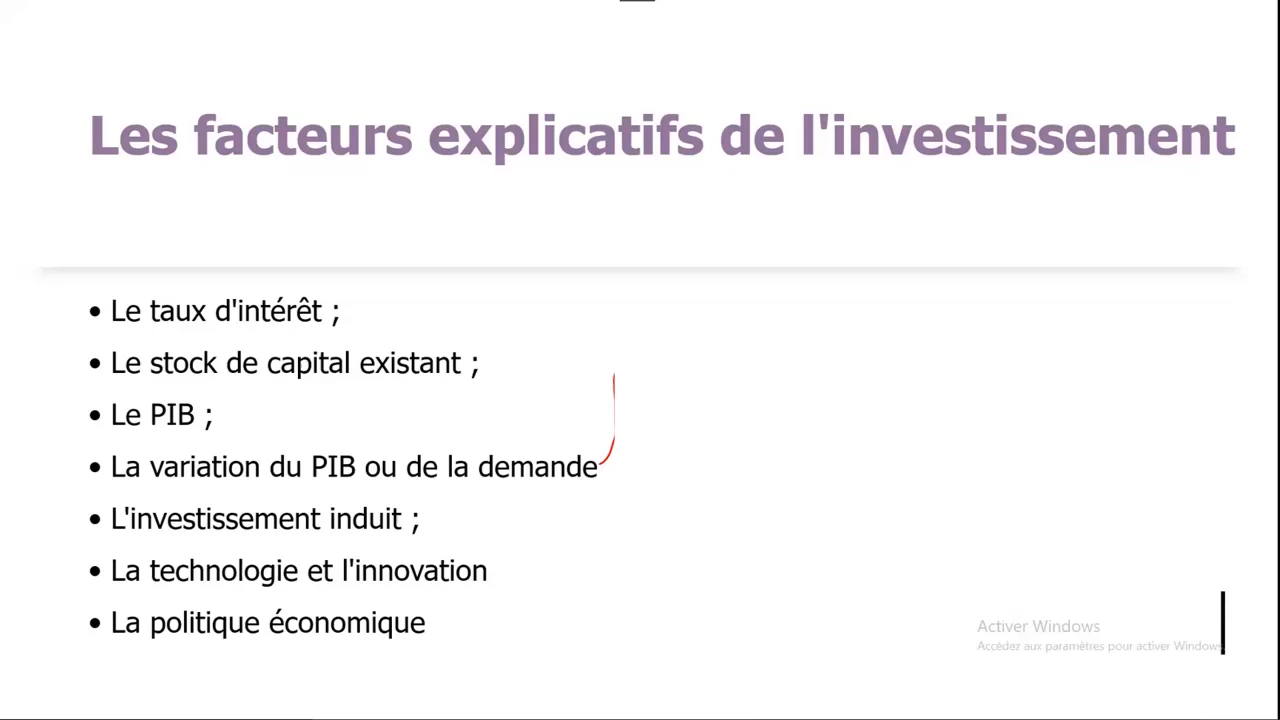 Les facteurs explicatifs de l'investissement
• Le taux d'intérêt ;
• Le stock de capital existant ;
• Le PIB ;
• La variation du PIB ou de la demande
• L'investissement induit ;
• La technologie et l'innovation
• La politique économique
Activer Windows
Accédez aux paramètres pour activer Windows.